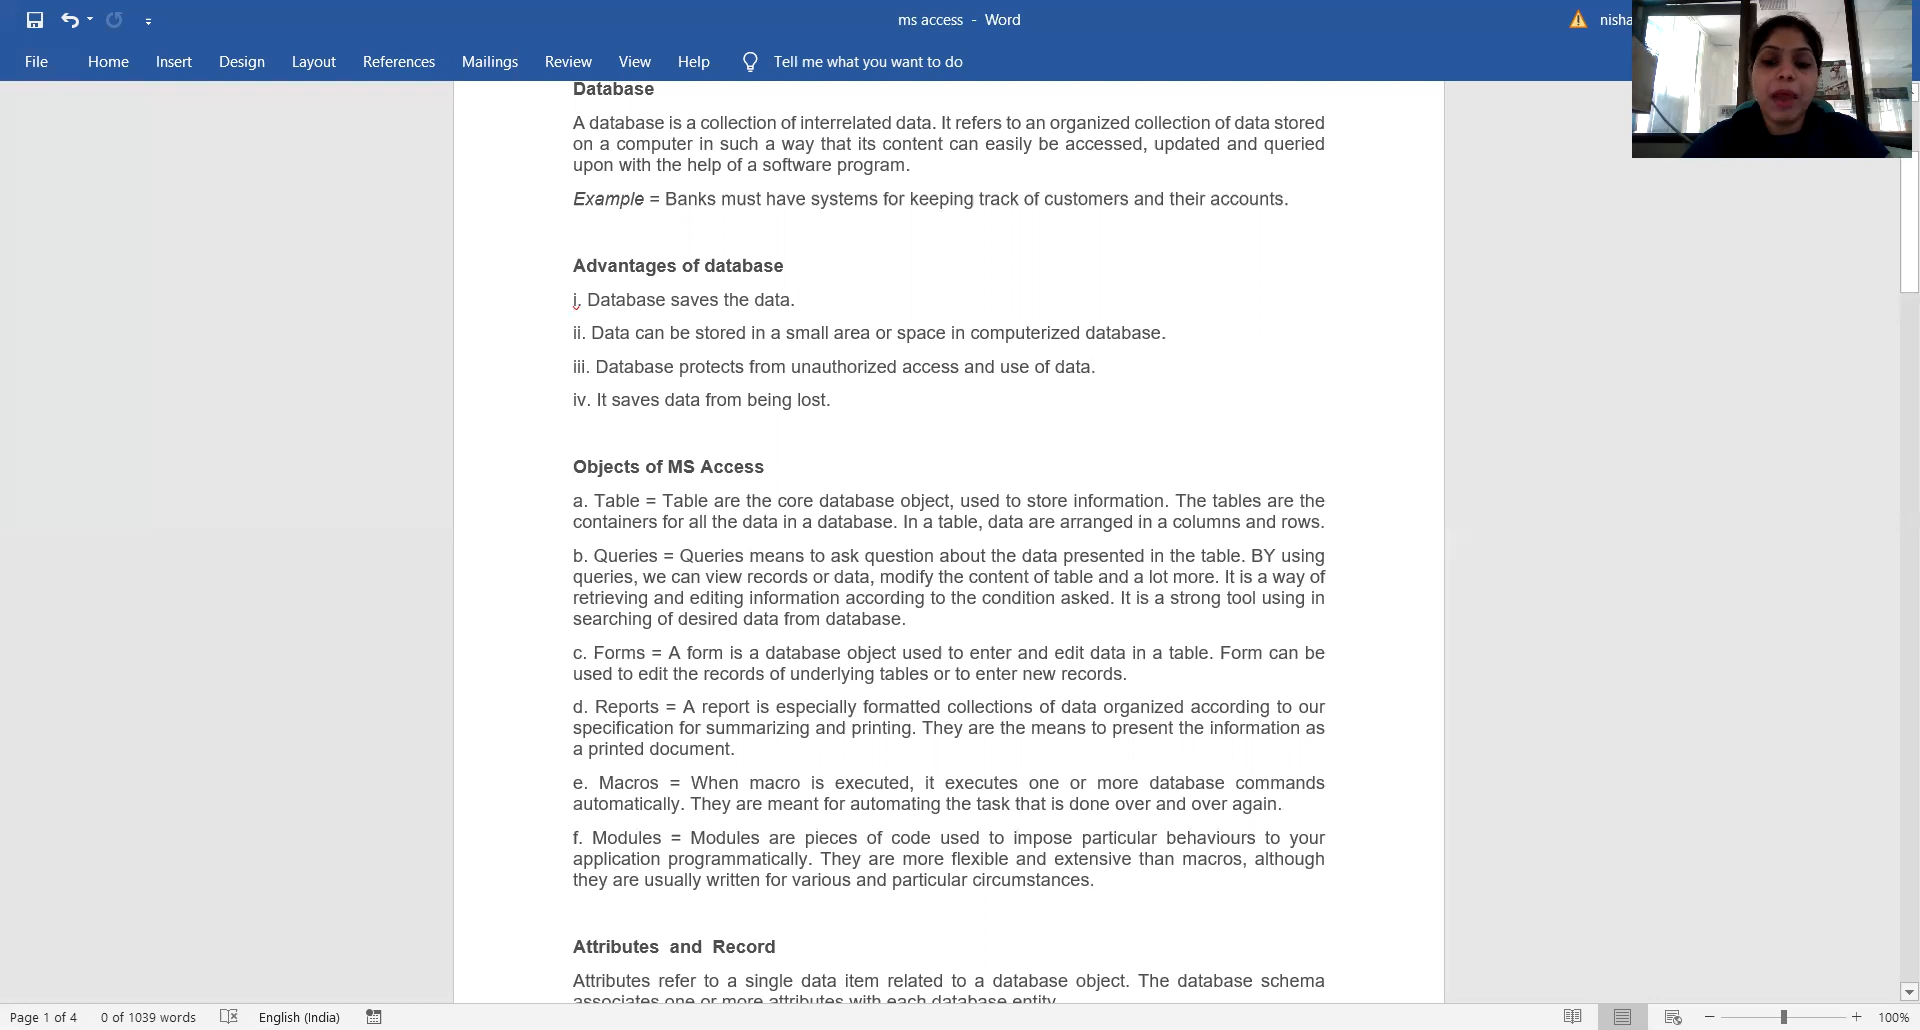 ms access - Word
nisha
File Home Insert Design Layout References Mailings Review View Help Tell me what you want to do
Database
A database is a collection of interrelated data. It refers to an organized collection of data stored
on a computer in such a way that its content can easily be accessed, updated and queried
upon with the help of a software program.
Example = Banks must have systems for keeping track of customers and their accounts.
Advantages of database
i. Database saves the data.
ii. Data can be stored in a small area or space in computerized database.
iii. Database protects from unauthorized access and use of data.
iv. It saves data from being lost.
Objects of MS Access
a. Table = Table are the core database object, used to store information. The tables are the
containers for all the data in a database. In a table, data are arranged in a columns and rows.
b. Queries = Queries means to ask question about the data presented in the table. BY using
queries, we can view records or data, modify the content of table and a lot more. It is a way of
retrieving and editing information according to the condition asked. It is a strong tool using in
searching of desired data from database.
c. Forms = A form is a database object used to enter and edit data in a table. Form can be
used to edit the records of underlying tables or to enter new records.
d. Reports = A report is especially formatted collections of data organized according to our
specification for summarizing and printing. They are the means to present the information as
a printed document.
e. Macros = When macro is executed, it executes one or more database commands
automatically. They are meant for automating the task that is done over and over again.
f. Modules = Modules are pieces of code used to impose particular behaviours to your
application programmatically. They are more flexible and extensive than macros, although
they are usually written for various and particular circumstances.
Attributes and Record
Attributes refer to a single data item related to a database object. The database schema
associates one or more attributes with each database entity.
Page 1 of 4 0 of 1039 words English (India) 100%